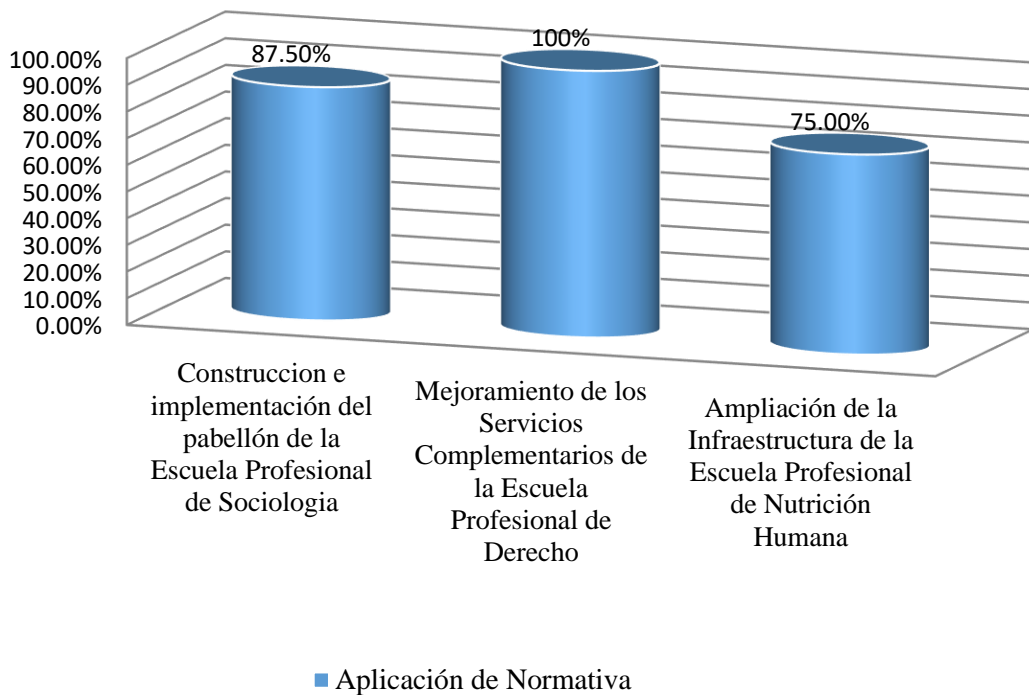 87.50%
100%
75.00%
100.00%
90.00%
80.00%
70.00%
60.00%
50.00%
40.00%
30.00%
20.00%
10.00%
0.00%
Construccion e
implementación del
pabellón de la
Escuela Profesional
de Sociologia
Mejoramiento de los
Servicios
Complementarios de
la Escuela
Profesional de
Derecho
Ampliación de la
Infraestructura de la
Escuela Profesional
de Nutrición
Humana
Aplicación de Normativa